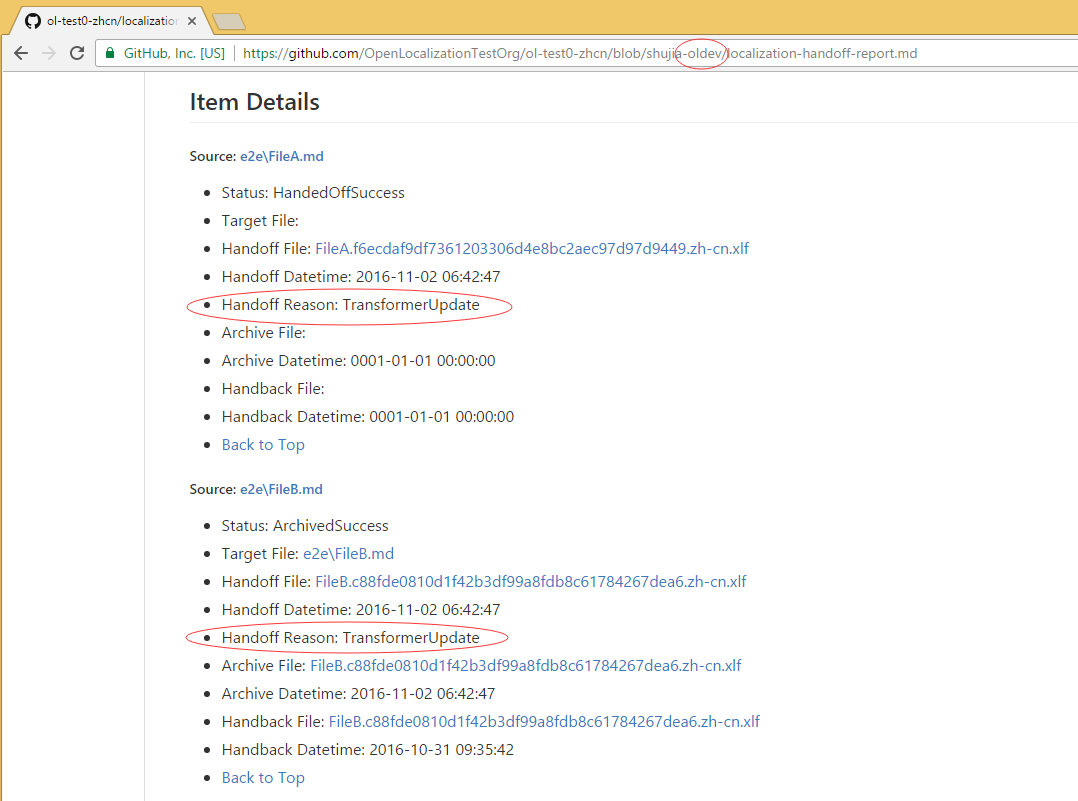 ol-test0-zhcn/localization
GitHub, Inc. [US] https://github.com/OpenLocalizationTestOrg/ol-test0-zhcn/blob/shujia-oldev/localization-handoff-report.md
Item Details
Source: e2e\FileA.md
Status: HandedOffSuccess
Target File:
Handoff File: FileA.f6ecdaf9df7361203306d4e8bc2aec97d97d9449.zh-cn.xlf
Handoff Datetime: 2016-11-02 06:42:47
Handoff Reason: TransformerUpdate
Archive File:
Archive Datetime: 0001-01-01 00:00:00
Handback File:
Handback Datetime: 0001-01-01 00:00:00
Back to Top
Source: e2e\FileB.md
Status: ArchivedSuccess
Target File: e2e\FileB.md
Handoff File: FileB.c88fde0810d1f42b3df99a8fdb8c61784267dea6.zh-cn.xlf
Handoff Datetime: 2016-11-02 06:42:47
Handoff Reason: TransformerUpdate
Archive File: FileB.c88fde0810d1f42b3df99a8fdb8c61784267dea6.zh-cn.xlf
Archive Datetime: 2016-11-02 06:42:47
Handback File: FileB.c88fde0810d1f42b3df99a8fdb8c61784267dea6.zh-cn.xlf
Handback Datetime: 2016-10-31 09:35:42
Back to Top